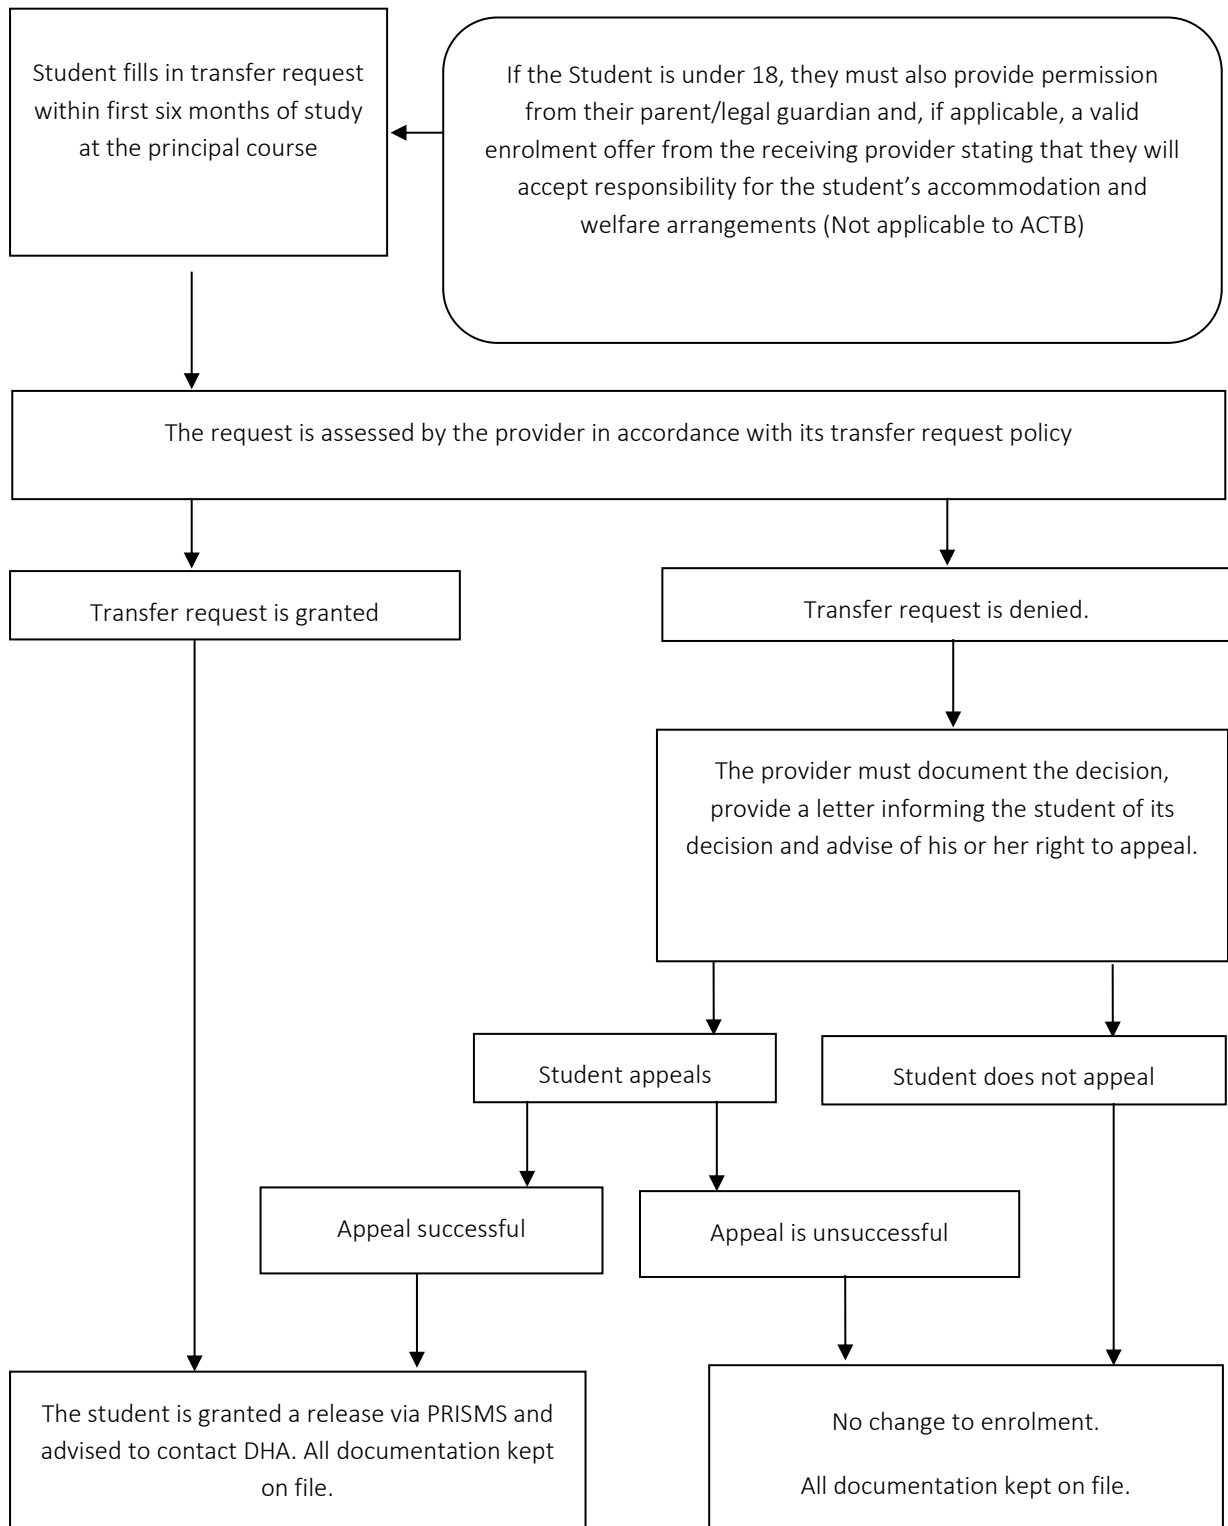 Student fills in transfer request
within first six months of study
at the principal course
If the Student is under 18, they must also provide permission
from their parent/legal guardian and, if applicable, a valid
enrolment offer from the receiving provider stating that they will
accept responsibility for the student’s accommodation and
welfare arrangements (Not applicable to ACTB)
The request is assessed by the provider in accordance with its transfer request policy
Transfer request is granted
Transfer request is denied.
The provider must document the decision,
provide a letter informing the student of its
decision and advise of his or her right to appeal.
Student appeals
Student does not appeal
Appeal successful
Appeal is unsuccessful
The student is granted a release via PRISMS and
advised to contact DHA. All documentation kept
on file.
No change to enrolment.
All documentation kept on file.